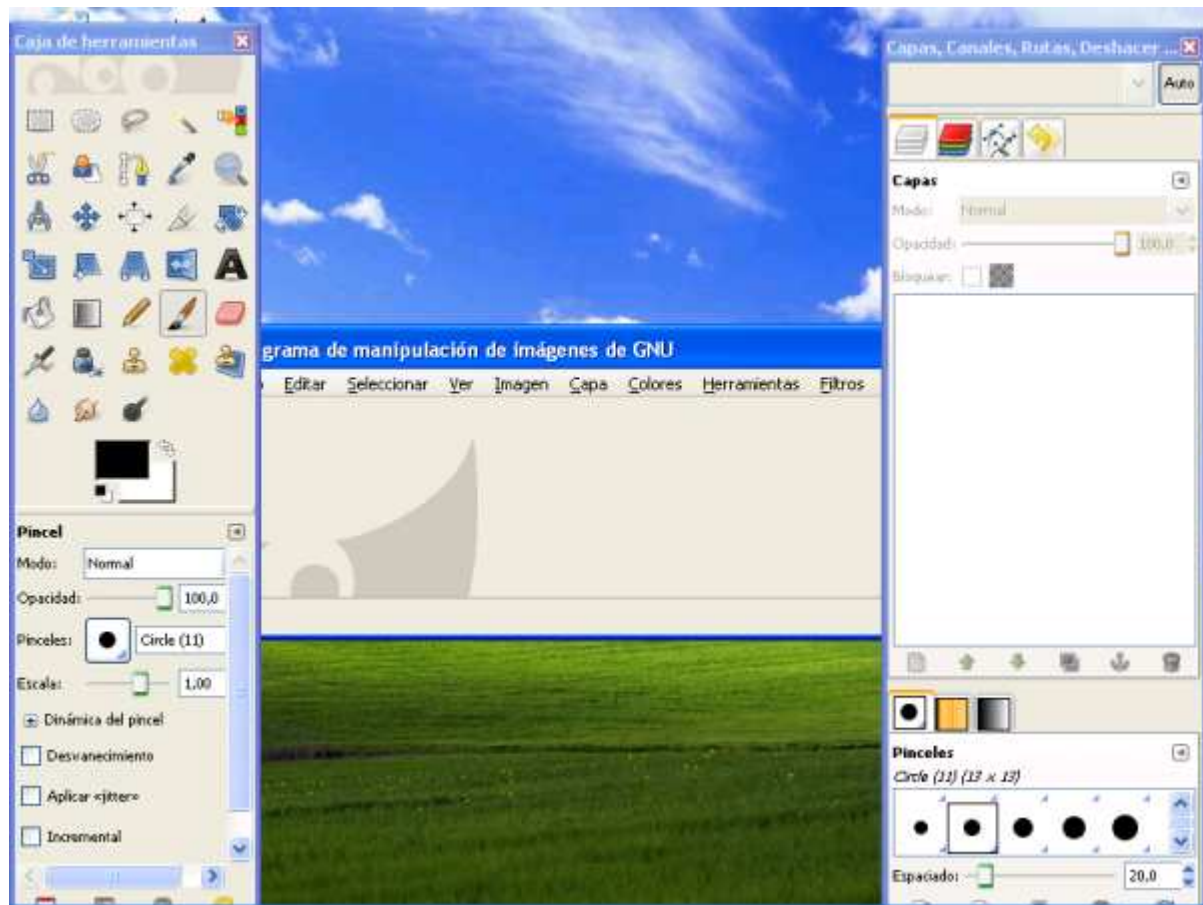 Caja de herramientas
Pincel
Modo: Normal
Opacidad: 100,0
Pinceles: Circle (11)
Escala: 1,00
Dinámica del pincel
Desvanecimiento
Aplicar «jitter»
Incremental
grama de manipulación de imágenes de GNU
Editar Seleccionar Ver Imagen Capa Colores Herramientas Filtros
Capas, Canales, Rutas, Deshacer ...
Auto
Capas
Modo: Normal
Opacidad: 100,0
Bloquear:
Pinceles
Circle (11) (13 x 13)
Espaciado: 20,0